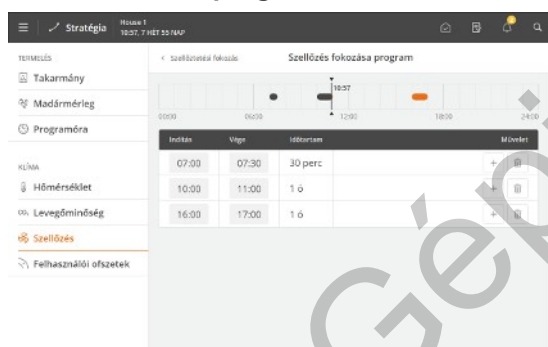 Stratégia
House 1
10:57, 7 HÉT 55 NAP
TERMELÉS
Takarmány
Madármérleg
Programóra
KLÍMA
Hőmérséklet
Levegőminőség
Szellőzés
Felhasználói ofszetek
< Szellőztetési fokozás
Szellőzés fokozása program
10:57
00:00 06:00 12:00 18:00 24:00
Indítás Vége Időtartam Művelet
07:00 07:30 30 perc +
10:00 11:00 1 ó +
16:00 17:00 1 ó +
Gépi